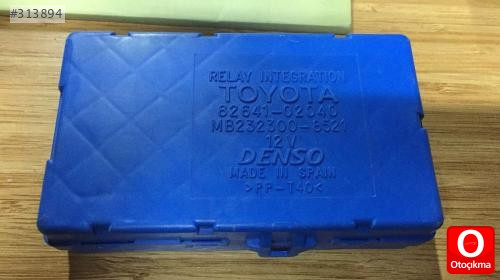 #313894
RELAY INTEGRATION
TOYOTA
82641-02040
MB232300-6521
12V
DENSO
MADE IN SPAIN
>PP-T40<
Otoçıkma